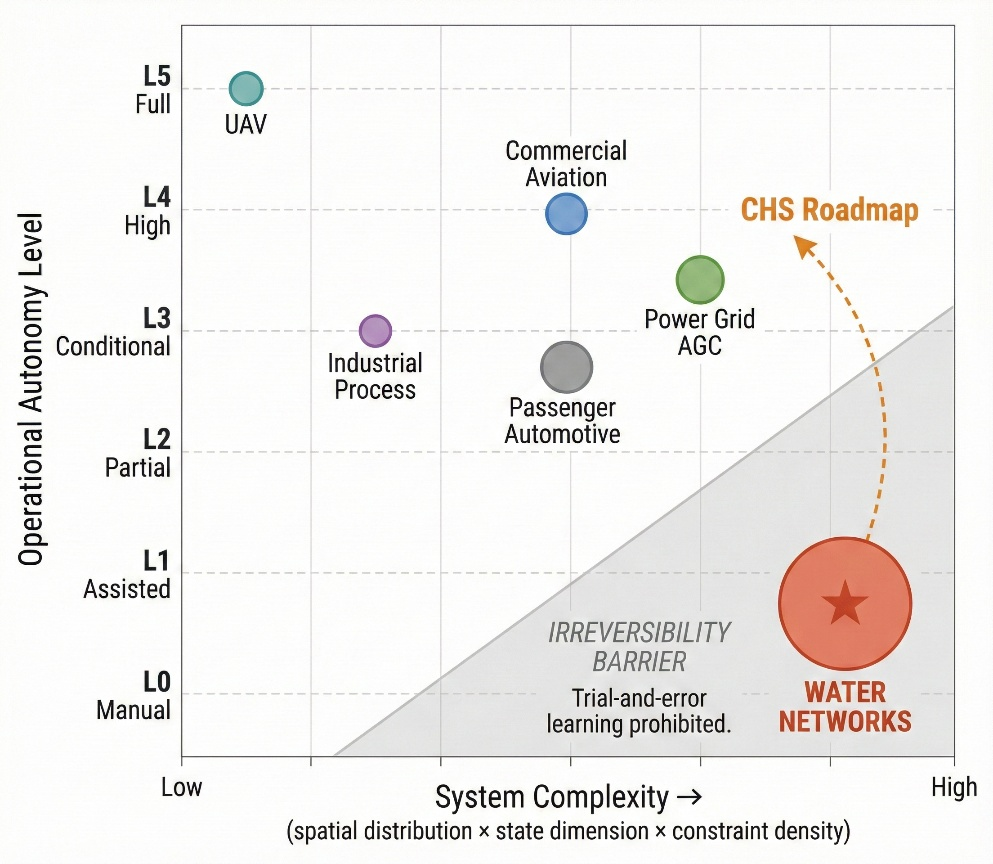 Operational Autonomy Level
L5
Full
L4
High
L3
Conditional
L2
Partial
L1
Assisted
L0
Manual
UAV
Commercial
Aviation
CHS Roadmap
Power Grid
AGC
Industrial
Process
Passenger
Automotive
IRREVERSIBILITY
BARRIER
Trial-and-error
learning prohibited.
WATER
NETWORKS
Low
System Complexity →
High
(spatial distribution × state dimension × constraint density)